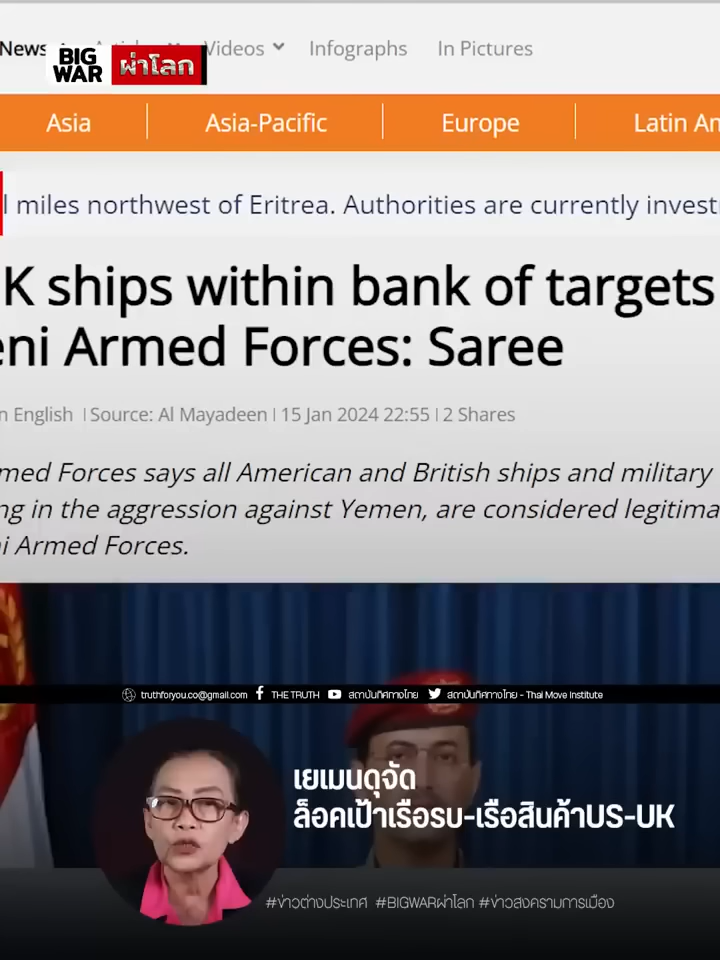 News
Videos
Infographs
In Pictures
BIG
WAR
ผ่าโลก
Asia
Asia-Pacific
Europe
Latin Am
l miles northwest of Eritrea. Authorities are currently invest
K ships within bank of targets
eni Armed Forces: Saree
n English | Source: Al Mayadeen | 15 Jan 2024 22:55 | 2 Shares
med Forces says all American and British ships and military
ng in the aggression against Yemen, are considered legitima
i Armed Forces.
truthforyou.co@gmail.com THE TRUTH สถาบันทิศทางไทย สถาบันทิศทางไทย - Thai Move Institute
เยเมนดุจัด
ล็อคเป้าเรือรบ-เรือสินค้าUS-UK
#ข่าวต่างประเทศ #BIGWARผ่าโลก #ข่าวสงครามการเมือง